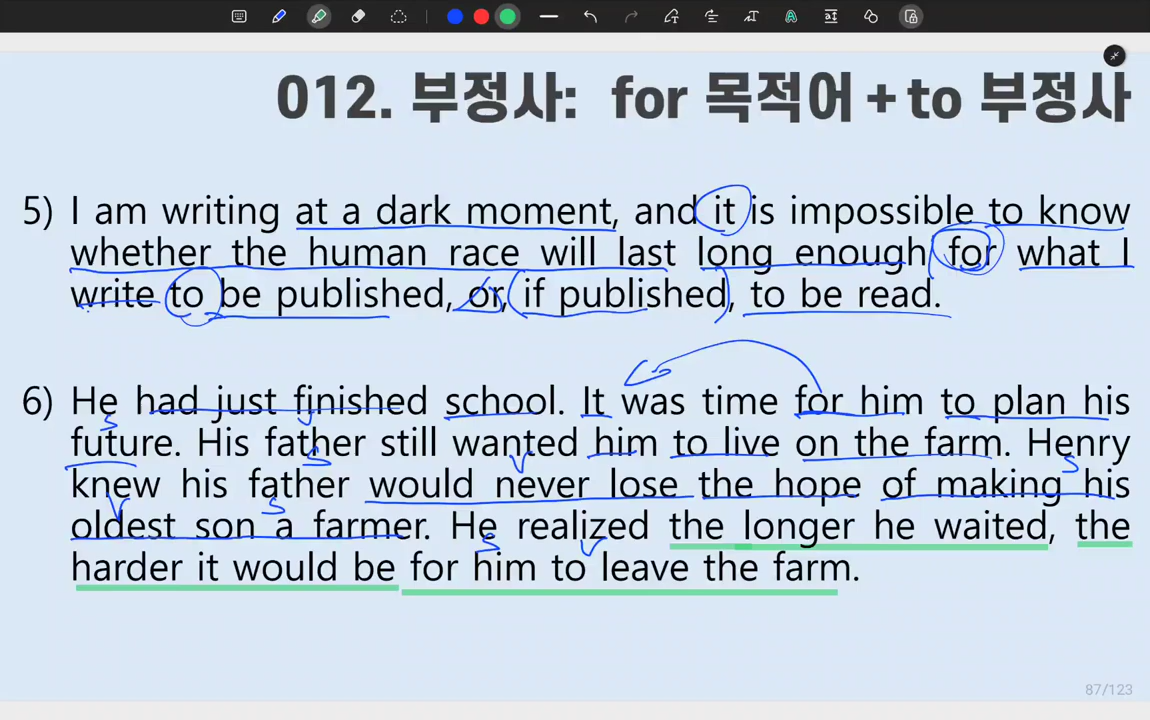 012. 부정사: for 목적어 + to 부정사
5) I am writing at a dark moment, and it is impossible to know
whether the human race will last long enough for what I
write to be published, or, if published, to be read.
6) He had just finished school. It was time for him to plan his
future. His father still wanted him to live on the farm. Henry
knew his father would never lose the hope of making his
oldest son a farmer. He realized the longer he waited, the
harder it would be for him to leave the farm.
87/123